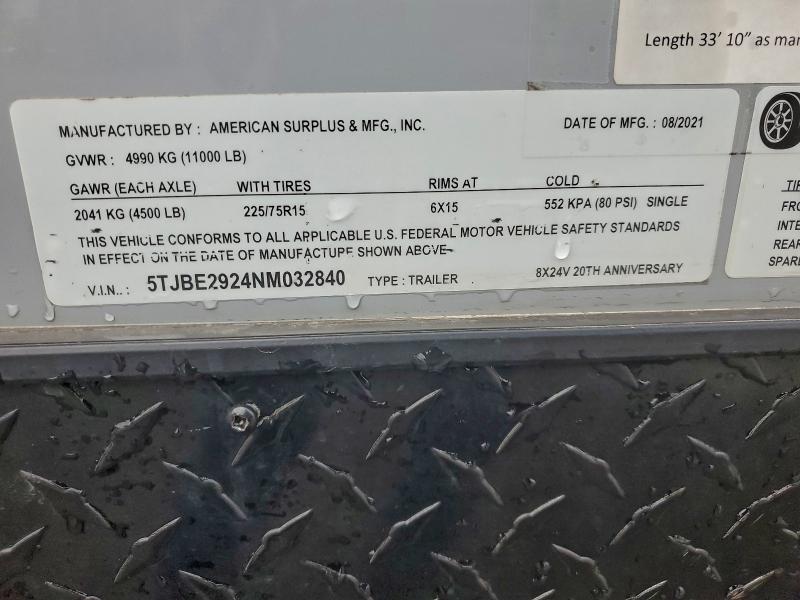 Length 33' 10" as
MANUFACTURED BY : AMERICAN SURPLUS & MFG., INC.
DATE OF MFG. : 08/2021
GVWR : 4990 KG (11000 LB)
GAWR (EACH AXLE) WITH TIRES RIMS AT COLD
2041 KG (4500 LB) 225/75R15 6X15 552 KPA (80 PSI) SINGLE
THIS VEHICLE CONFORMS TO ALL APPLICABLE U.S. FEDERAL MOTOR VEHICLE SAFETY STANDARDS
IN EFFECT ON THE DATE OF MANUFACTURE SHOWN ABOVE
V.I.N.. : 5TJBE2924NM032840 TYPE : TRAILER 8X24V 20TH ANNIVERSARY
REAR